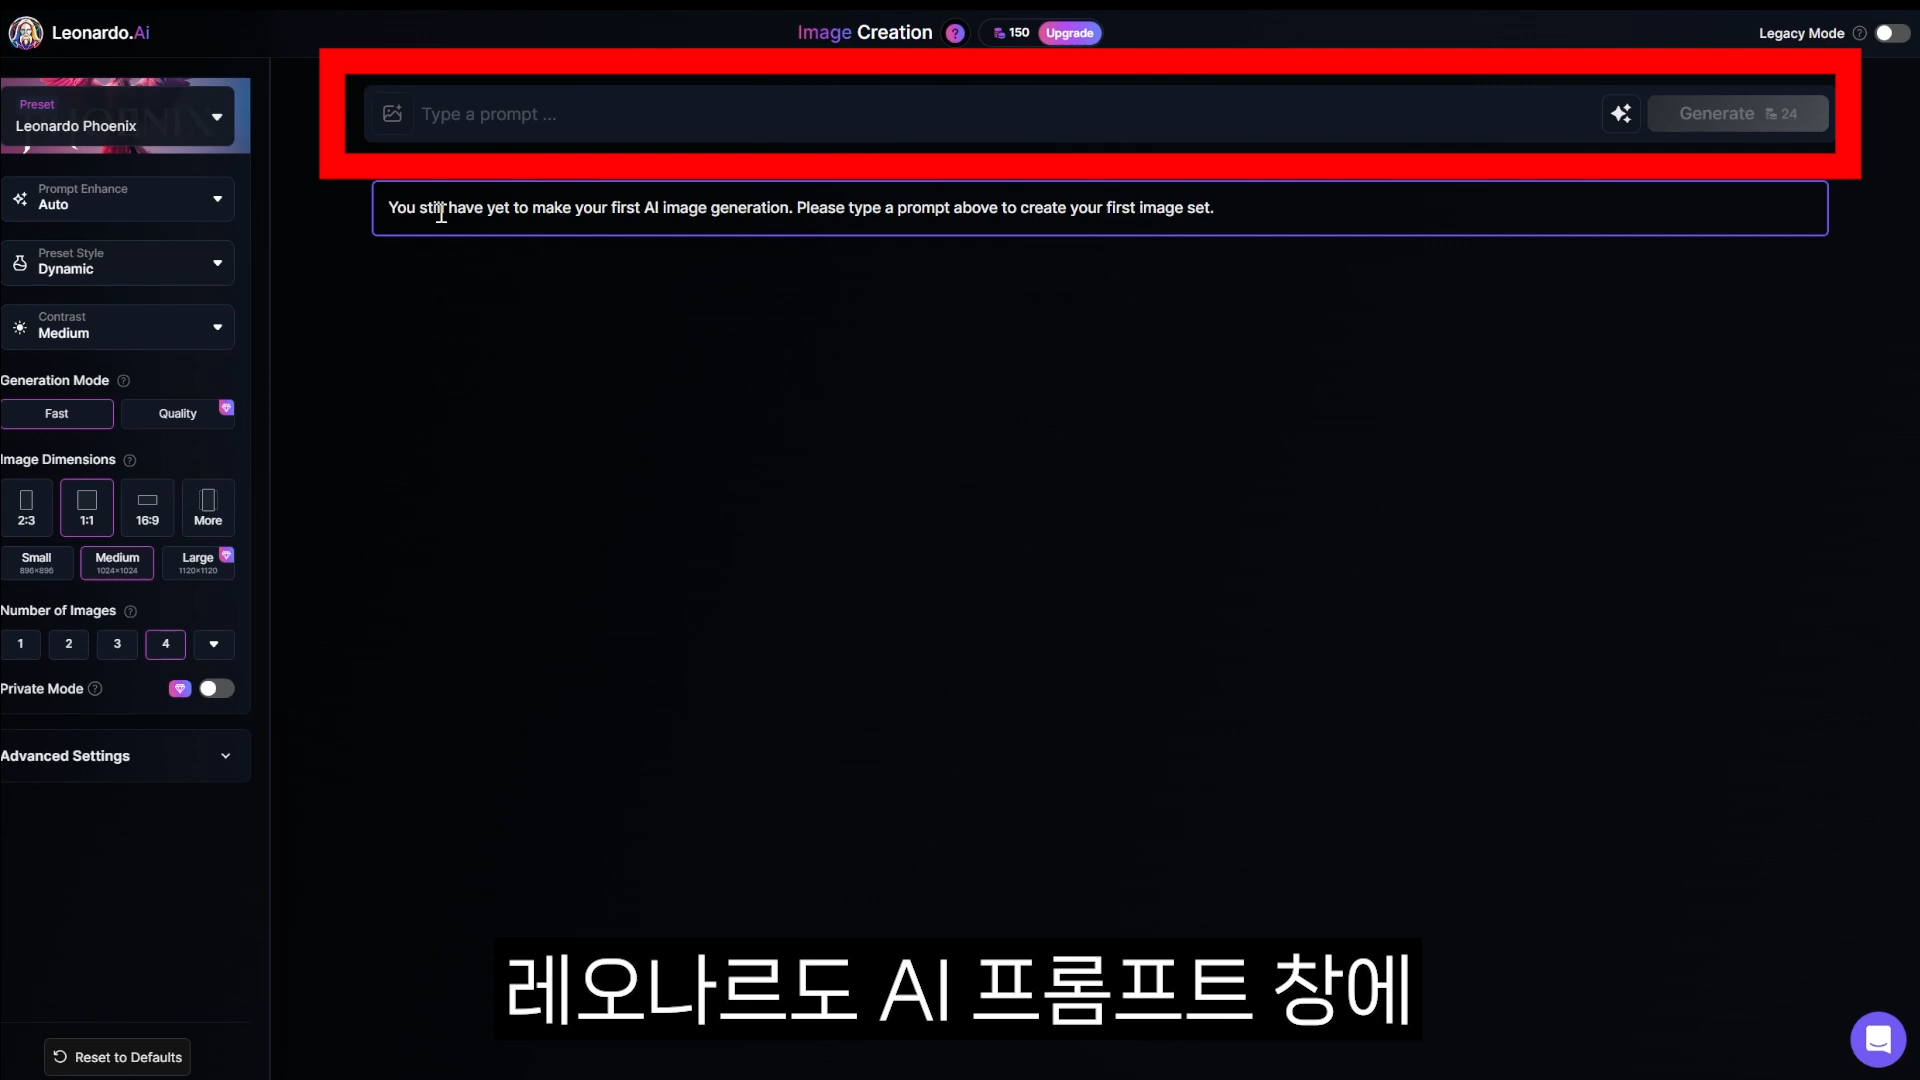 Leonardo.Ai
Image Creation
?
150
Upgrade
Legacy Mode ?
Preset
Leonardo Phoenix
Type a prompt ...
Generate 24
You still have yet to make your first AI image generation. Please type a prompt above to create your first image set.
Prompt Enhance
Auto
Preset Style
Dynamic
Contrast
Medium
Generation Mode ?
Fast
Quality
Image Dimensions ?
2:3
1:1
16:9
More
Small
896×896
Medium
1024×1024
Large
1120×1120
Number of Images ?
1
2
3
4
Private Mode ?
Advanced Settings
레오나르도 AI 프롬프트 창에
Reset to Defaults